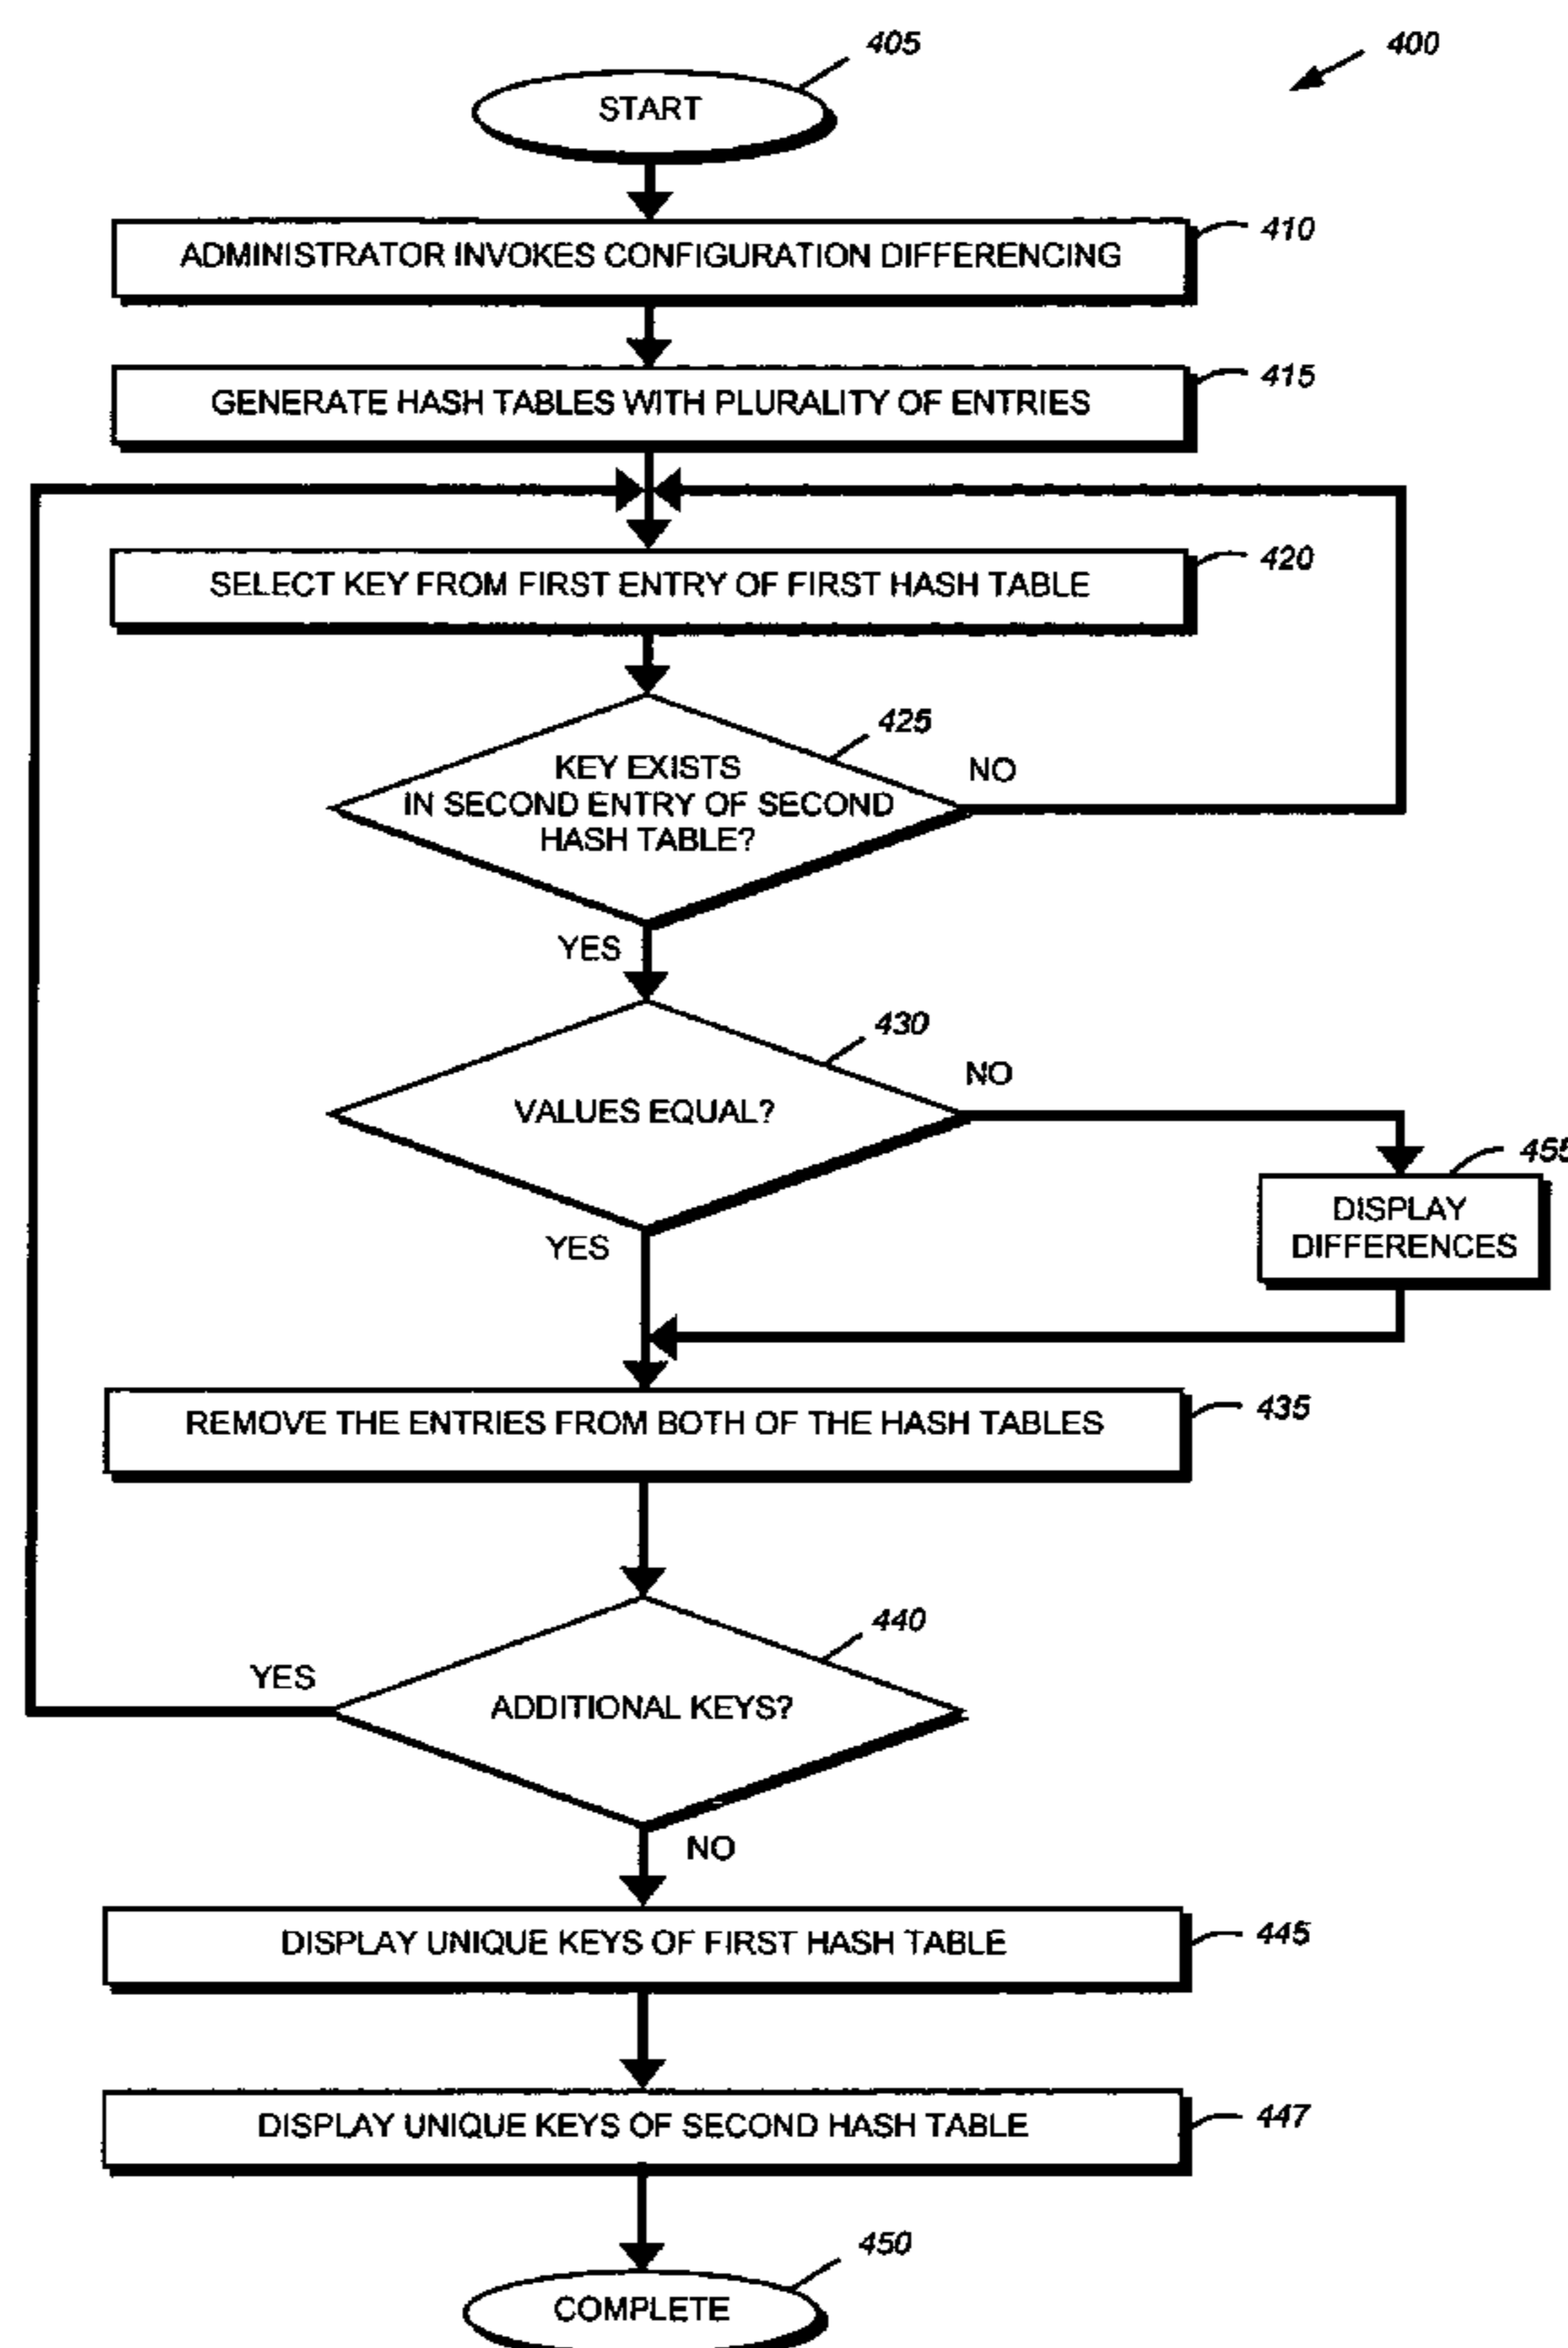 405
400
START
410
ADMINISTRATOR INVOKES CONFIGURATION DIFFERENCING
415
GENERATE HASH TABLES WITH PLURALITY OF ENTRIES
420
SELECT KEY FROM FIRST ENTRY OF FIRST HASH TABLE
425
KEY EXISTS
IN SECOND ENTRY OF SECOND
HASH TABLE?
NO
YES
430
NO
VALUES EQUAL?
455
DISPLAY
DIFFERENCES
YES
435
REMOVE THE ENTRIES FROM BOTH OF THE HASH TABLES
440
YES
ADDITIONAL KEYS?
NO
445
DISPLAY UNIQUE KEYS OF FIRST HASH TABLE
447
DISPLAY UNIQUE KEYS OF SECOND HASH TABLE
450
COMPLETE